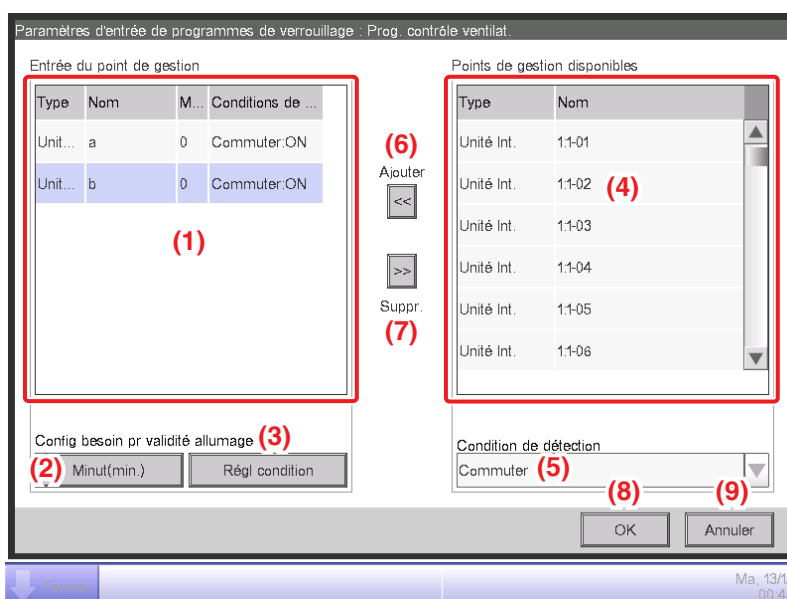 Paramètres d'entrée de programmes de verrouillage : Prog. contrôle ventilat.
Entrée du point de gestion
Points de gestion disponibles
Type Nom M... Conditions de ...
Unit... a 0 Commuter:ON
Unit... b 0 Commuter:ON
(1)
(6)
Ajouter
<<
>>
Suppr.
(7)
Type Nom
Unité Int. 1:1-01
Unité Int. 1:1-02
(4)
Unité Int. 1:1-03
Unité Int. 1:1-04
Unité Int. 1:1-05
Unité Int. 1:1-06
Config besoin pr validité allumage (3)
(2) Minut(min.)
Régl condition
Condition de détection
Commuter (5)
(8)
(9)
OK
Annuler
Ma, 13/1
00:4